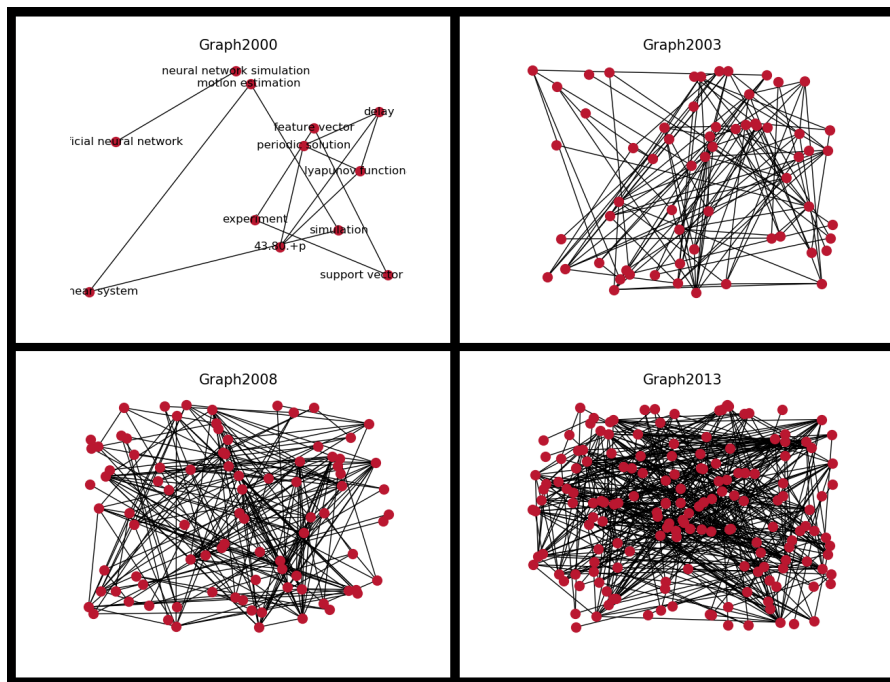 Graph2000
neural network simulation
motion estimation
delay
feature vector
ficial neural network
periodic solution
lyapunov function
experiment
simulation
43.80.+p
support vector
near system
Graph2003
Graph2008
Graph2013